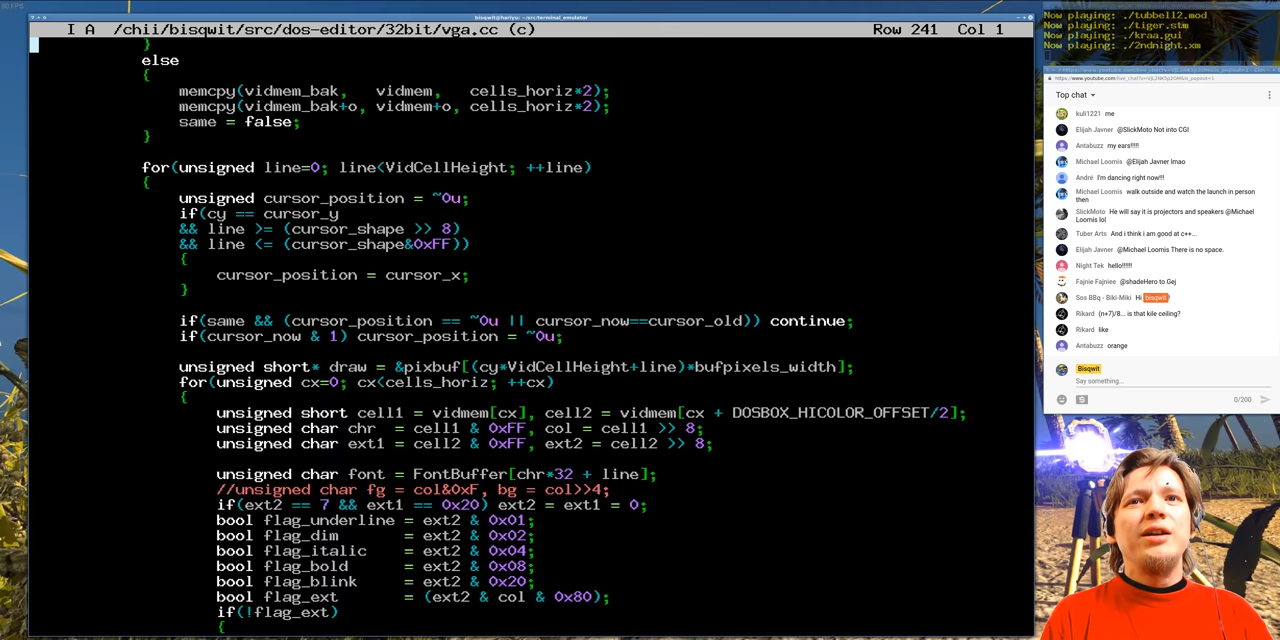 60 FPS
bisqwit@heriyu: ~/src/terminal_emulator
I A /chii/bisqwit/src/dos-editor/32bit/vga.cc (c) Row 241 Col 1
}
else
{
memcpy(vidmem_bak, vidmem, cells_horiz*2);
memcpy(vidmem_bak+o, vidmem+o, cells_horiz*2);
same = false;
}
for(unsigned line=0; line<VidCellHeight; ++line)
{
unsigned cursor_position = ~0u;
if(cy == cursor_y
&& line >= (cursor_shape >> 8)
&& line <= (cursor_shape&0xFF))
{
cursor_position = cursor_x;
}
if(same && (cursor_position == ~0u || cursor_now==cursor_old)) continue;
if(cursor_now & 1) cursor_position = ~0u;
unsigned short* draw = &pixbuf[(cy*VidCellHeight+line)*bufpixels_width];
for(unsigned cx=0; cx<cells_horiz; ++cx)
{
unsigned short cell1 = vidmem[cx], cell2 = vidmem[cx + DOSBOX_HICOLOR_OFFSET/2];
unsigned char chr = cell1 & 0xFF, col = cell1 >> 8;
unsigned char ext1 = cell2 & 0xFF, ext2 = cell2 >> 8;
unsigned char font = FontBuffer[chr*32 + line];
//unsigned char fg = col&0xF, bg = col>>4;
if(ext2 == 7 && ext1 == 0x20) ext2 = ext1 = 0;
bool flag_underline = ext2 & 0x01;
bool flag_dim = ext2 & 0x02;
bool flag_italic = ext2 & 0x04;
bool flag_bold = ext2 & 0x08;
bool flag_blink = ext2 & 0x20;
bool flag_ext = (ext2 & col & 0x80);
if(!flag_ext)
{
Now playing: ./tubbell2.mod
Now playing: ./tiger.stm
Now playing: ./kraa.gui
Now playing: ./2ndnight.xm
Top chat
kull1221 me
Elijah Javner @SlickMoto Not into CGI
Antabuzz my ears!!!!!
Michael Loomis @Elijah Javner lmao
André I'm dancing right now!!!
Michael Loomis walk outside and watch the launch in person
then
SlickMoto He will say it is projectors and speakers @Michael
Loomis lol
Tuber Arts And i think i am good at c++...
Elijah Javner @Michael Loomis There is no space.
Night Tek hello!!!!!!
Fajnie Fajniee @shadeHero to Gej
Sos BBq - Biki-Miki Hi bisqwit
Rikard (n+7)/8... is that kile ceiling?
Rikard like
Antabuzz orange
Bisqwit
Say something...
0/200